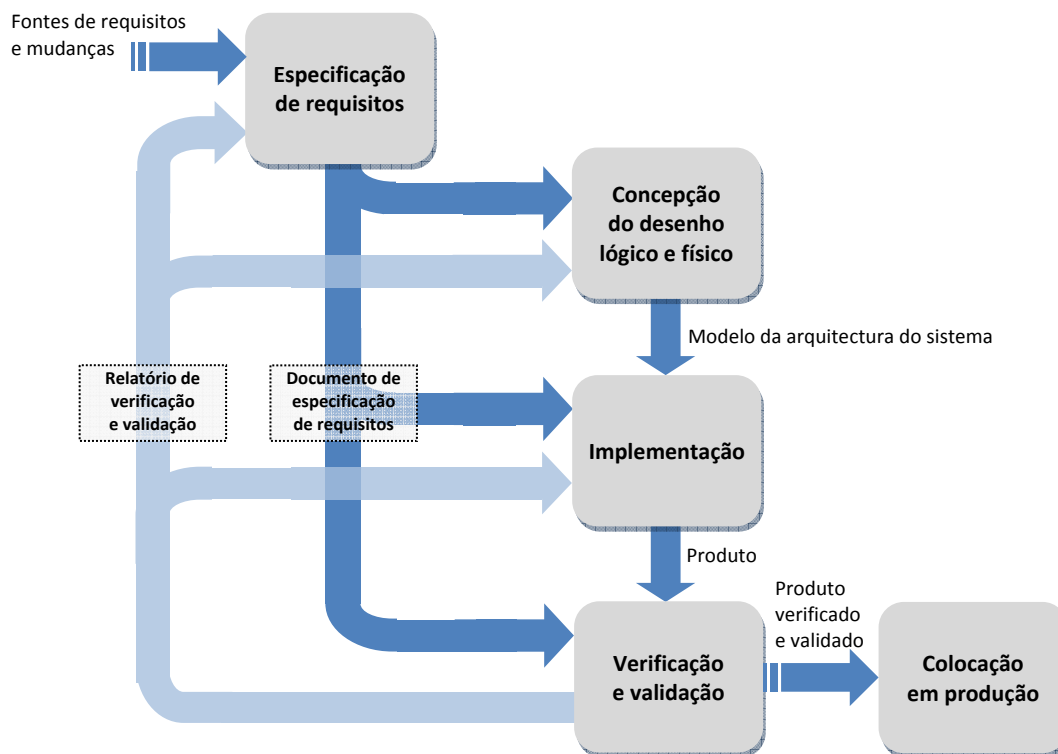 Fontes de requisitos
e mudanças
Especificação
de requisitos
Concepção
do desenho
lógico e físico
Modelo da arquitectura do sistema
Relatório de
verificação
e validação
Documento de
especificação
de requisitos
Implementação
Produto
Produto
verificado
e validado
Verificação
e validação
Colocação
em produção